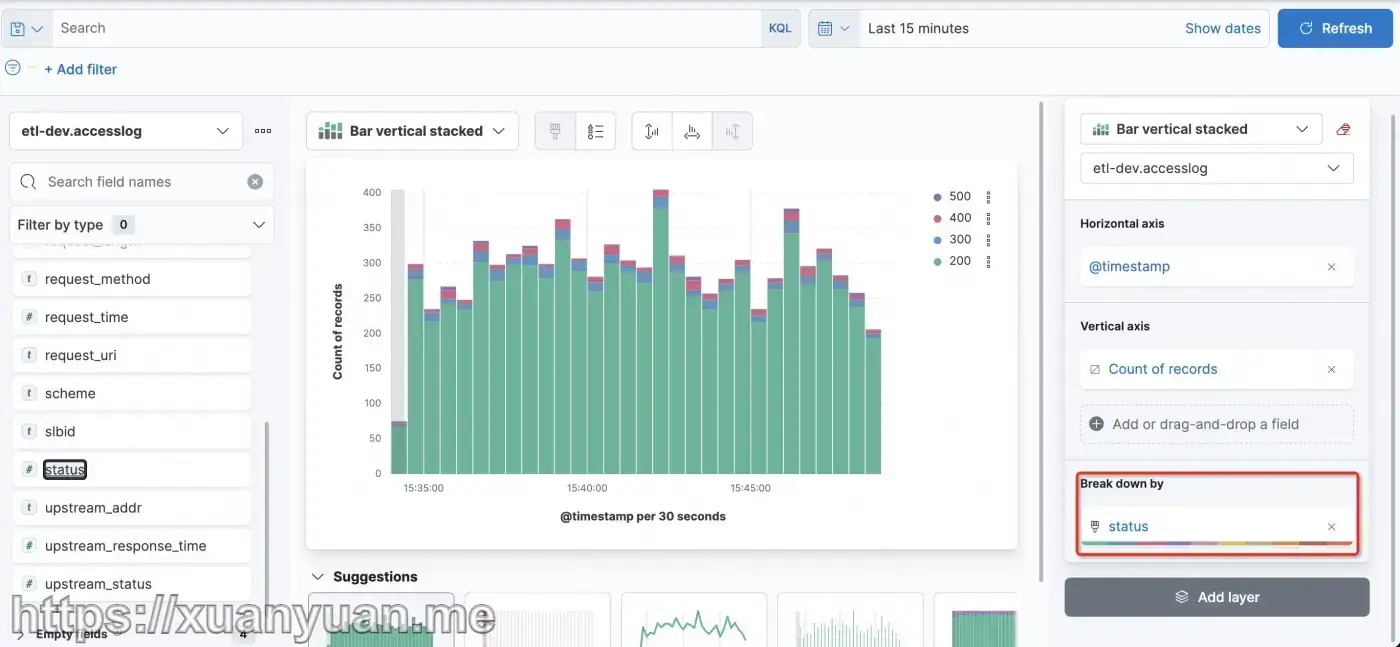 Search
KQL
Last 15 minutes
Show dates
Refresh
+ Add filter
etl-dev.accesslog
Search field names
Filter by type 0
t request_method
# request_time
t request_uri
t scheme
t slbid
# status
t upstream_addr
# upstream_response_time
# upstream_status
Empty fields 4
Bar vertical stacked
400
350
300
250
200
150
100
50
0
Count of records
15:35:00
15:40:00
15:45:00
@timestamp per 30 seconds
500
400
300
200
Suggestions
Bar vertical stacked
etl-dev.accesslog
Horizontal axis
@timestamp
Vertical axis
Count of records
Add or drag-and-drop a field
Break down by
status
Add layer
https://xuanyuan.me